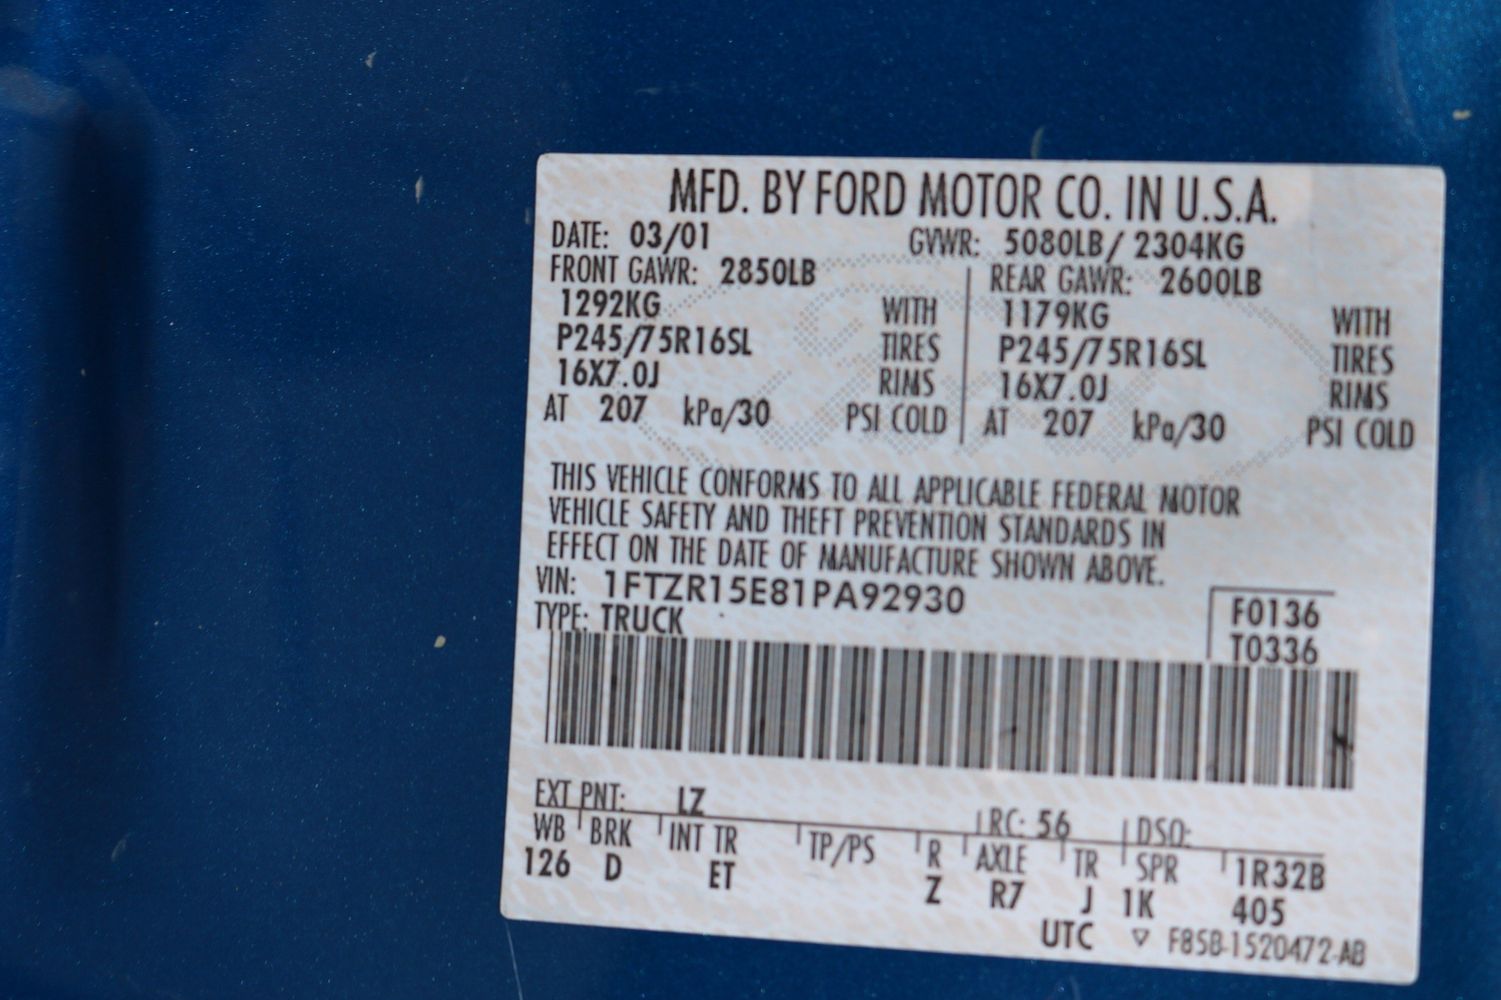 MFD. BY FORD MOTOR CO. IN U.S.A.
DATE: 03/01 GVWR: 5080LB/ 2304KG
FRONT GAWR: 2850LB REAR GAWR: 2600LB
1292KG WITH 1179KG WITH
P245/75R16SL TIRES P245/75R16SL TIRES
16X7.0J RIMS 16X7.0J RIMS
AT 207 kPa/30 PSI COLD AT 207 kPa/30 PSI COLD
THIS VEHICLE CONFORMS TO ALL APPLICABLE FEDERAL MOTOR
VEHICLE SAFETY AND THEFT PREVENTION STANDARDS IN
EFFECT ON THE DATE OF MANUFACTURE SHOWN ABOVE.
VIN: 1FTZR15E81PA92930 F0136
TYPE: TRUCK T0336
EXT PNT: LZ RC: 56 DSO:
WB BRK INT TR TP/PS R AXLE TR SPR 1R32B
126 D ET Z R7 J 1K 405
UTC ▽ F85B-1520472-AB